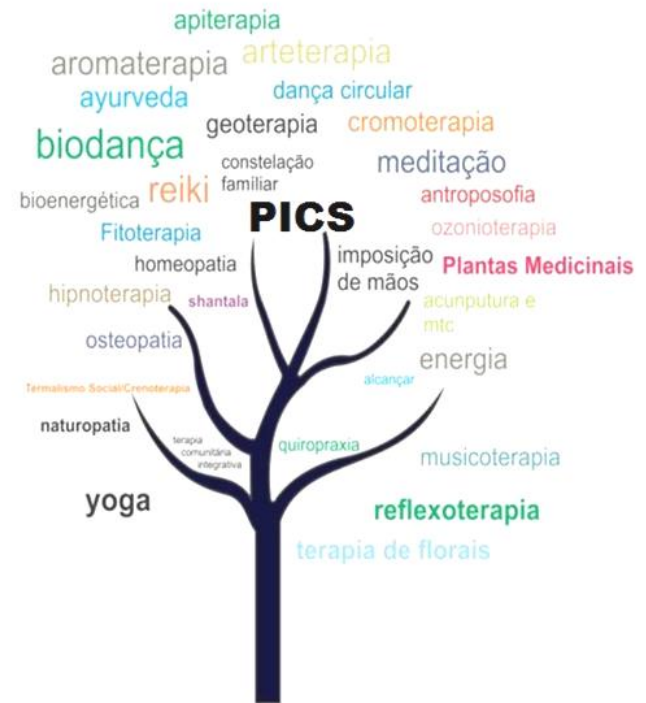 apiterapia
arteterapia
aromaterapia
ayurveda
dança circular
geoterapia
cromoterapia
biodança
constelação
familiar
meditação
bioenergética
reiki
antroposofia
PICS
Fitoterapia
ozonioterapia
homeopatia
imposição
de mãos
Plantas Medicinais
hipnoterapia
shantala
acunputura e
mtc
osteopatia
energia
alcançar
Termalismo Social/Crenoterapia
naturopatia
terapia
comunitária
integrativa
quiropraxia
musicoterapia
yoga
reflexoterapia
terapia de florais